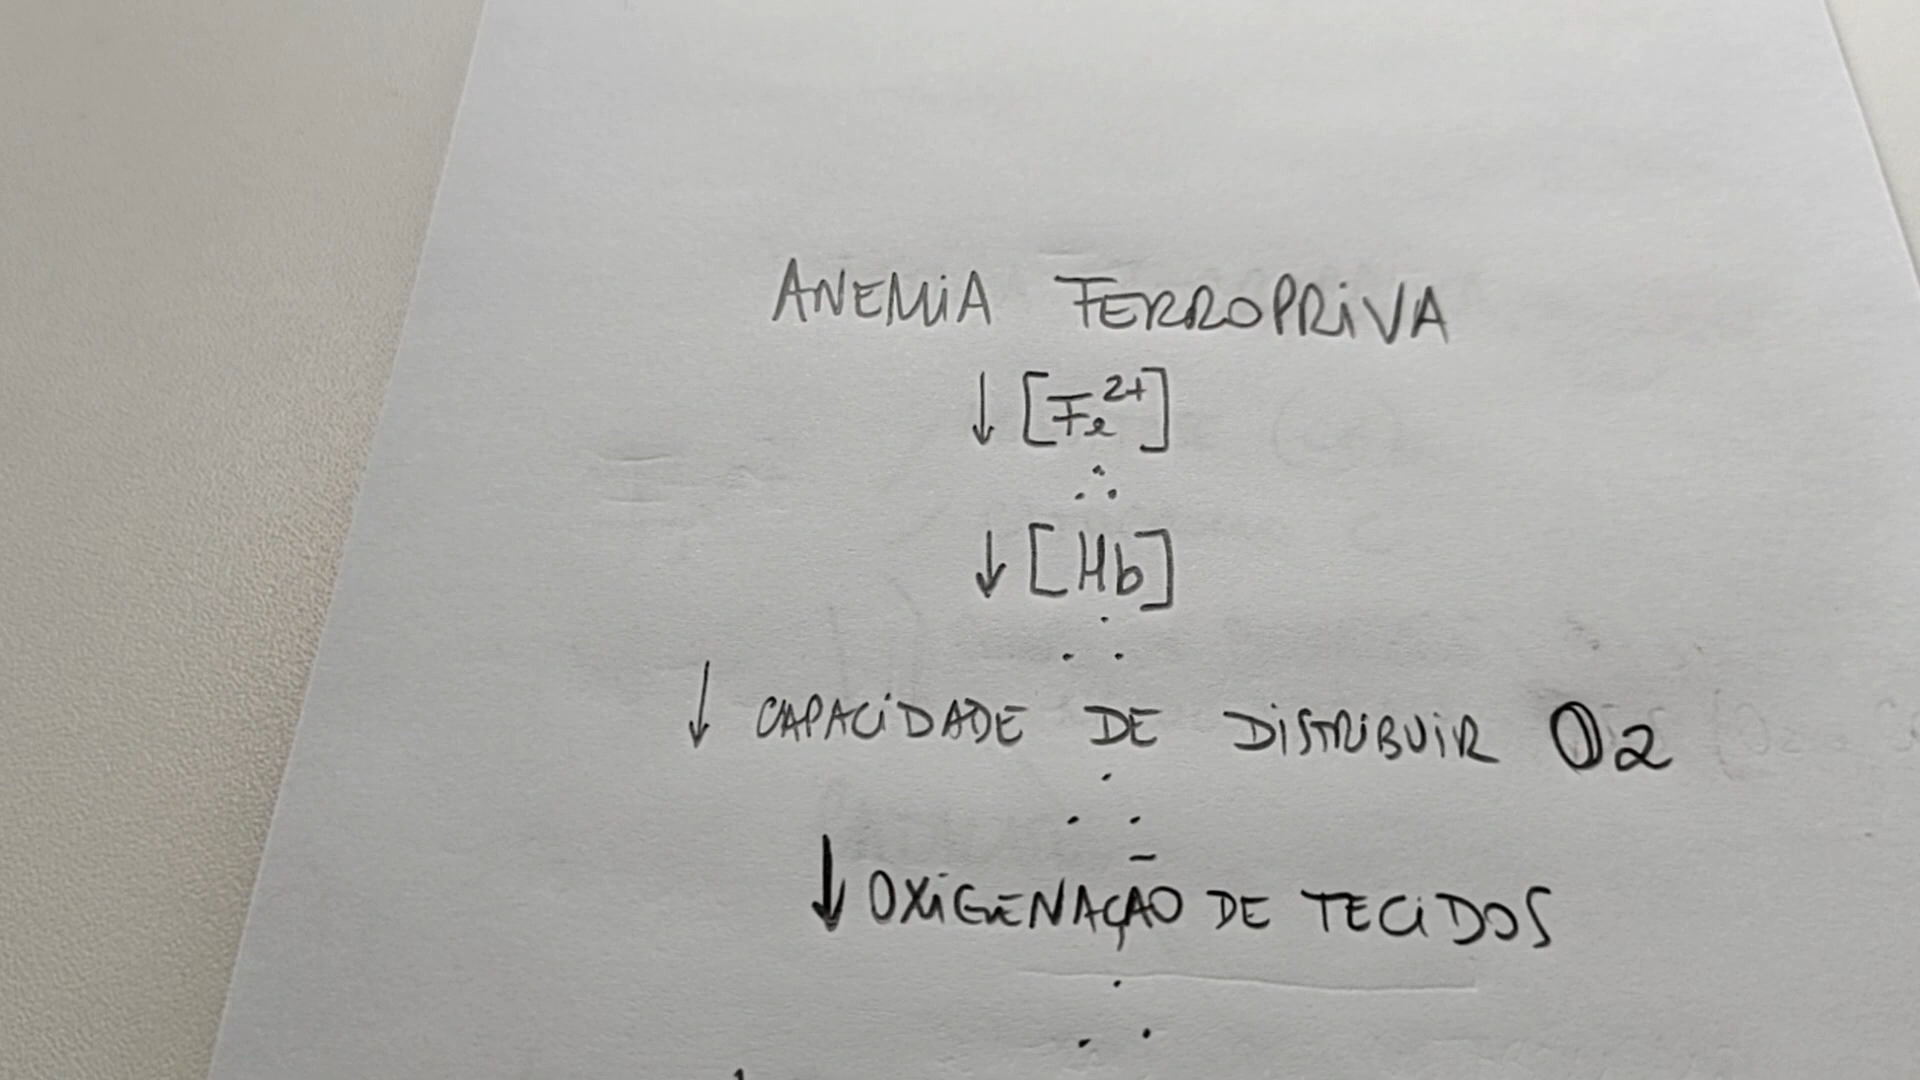 ANEMIA FERROPRIVA
↓ [Fe²⁺]
∴
↓ [Hb]
∴
↓ CAPACIDADE DE DISTRIBUIR O2
∴
↓ OXIGENAÇÃO DE TECIDOS
∴